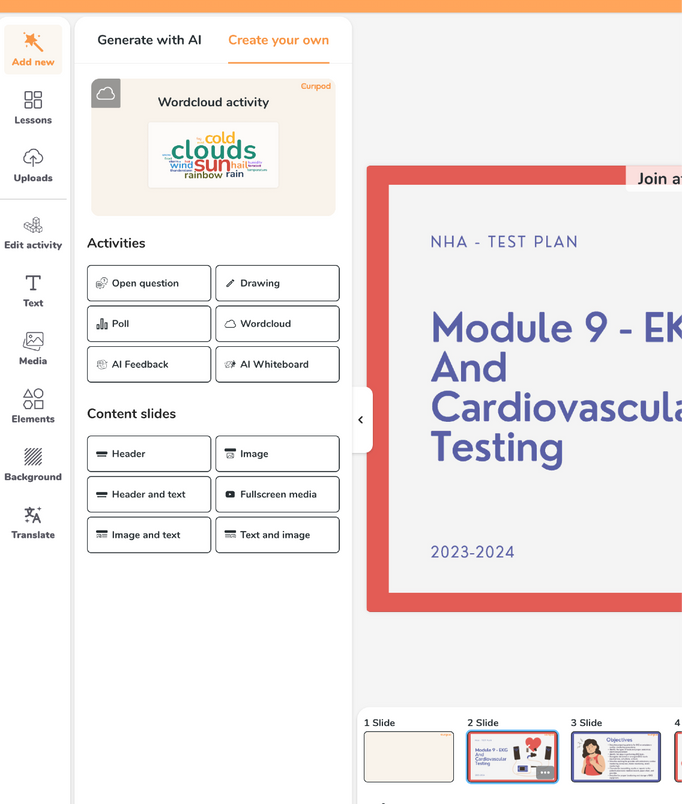 Generate with AI
Create your own
Add new
Lessons
Uploads
Edit activity
Text
Media
Elements
Background
Translate
Curipod
Wordcloud activity
cold
clouds
wind sun hail
rainbow rain
Activities
Open question
Drawing
Poll
Wordcloud
AI Feedback
AI Whiteboard
Content slides
Header
Image
Header and text
Fullscreen media
Image and text
Text and image
Join a
NHA - TEST PLAN
Module 9 - EK
And
Cardiovascula
Testing
2023-2024
1 Slide
2 Slide
3 Slide
4
Module 9 - EKG
And
Cardiovascular
Testing
Objectives